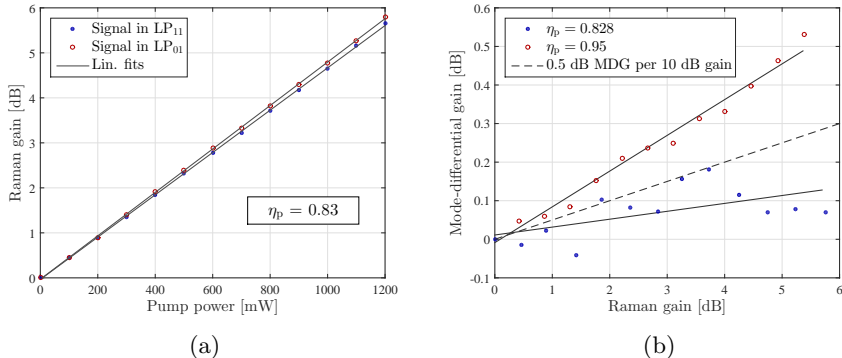 6
5
4
3
2
1
0
0
200
400
600
800
1000
1200
Raman gain [dB]
Pump power [mW]
Signal in LP₁₁
Signal in LP₀₁
Lin. fits
ηₚ = 0.83
(a)
0.6
0.5
0.4
0.3
0.2
0.1
0
-0.1
0
1
2
3
4
5
6
Mode-differential gain [dB]
Raman gain [dB]
ηₚ = 0.828
ηₚ = 0.95
0.5 dB MDG per 10 dB gain
(b)